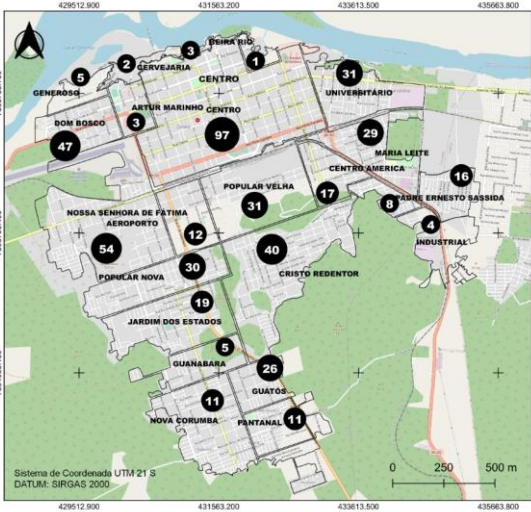 429512.900 431563.200 433613.500 435663.800
3
BEIRA RIO
2
CERVEJARIA
1
5
CENTRO
31
GENEROSO
UNIVERSITÁRIO
ARTUR MARINHO
CENTRO
DOM BOSCO
3
97
29
47
MARIA LEITE
CENTRO AMERICA
16
POPULAR VELHA
17
PADRE ERNESTO SASSIDA
8
NOSSA SENHORA DE FÁTIMA
31
AEROPORTO
4
12
INDUSTRIAL
54
40
30
POPULAR NOVA
CRISTO REDENTOR
19
JARDIM DOS ESTADOS
5
GUANABARA
26
GUATÓS
11
NOVA CORUMBA
PANTANAL
11
Sistema de Coordenada UTM 21 S
DATUM: SIRGAS 2000
0 250 500 m
429512.900 431563.200 433613.500 435663.800